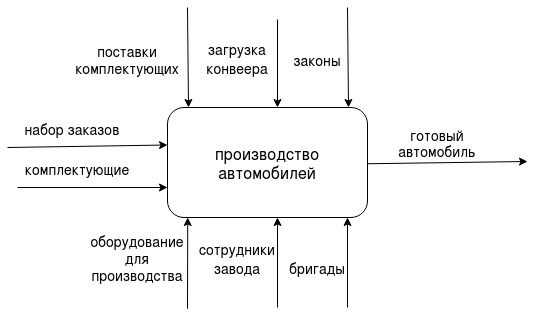 поставки
комплектующих
загрузка
конвеера
законы
набор заказов
комплектующие
производство
автомобилей
готовый
автомобиль
оборудование
для
производства
сотрудники
завода
бригады